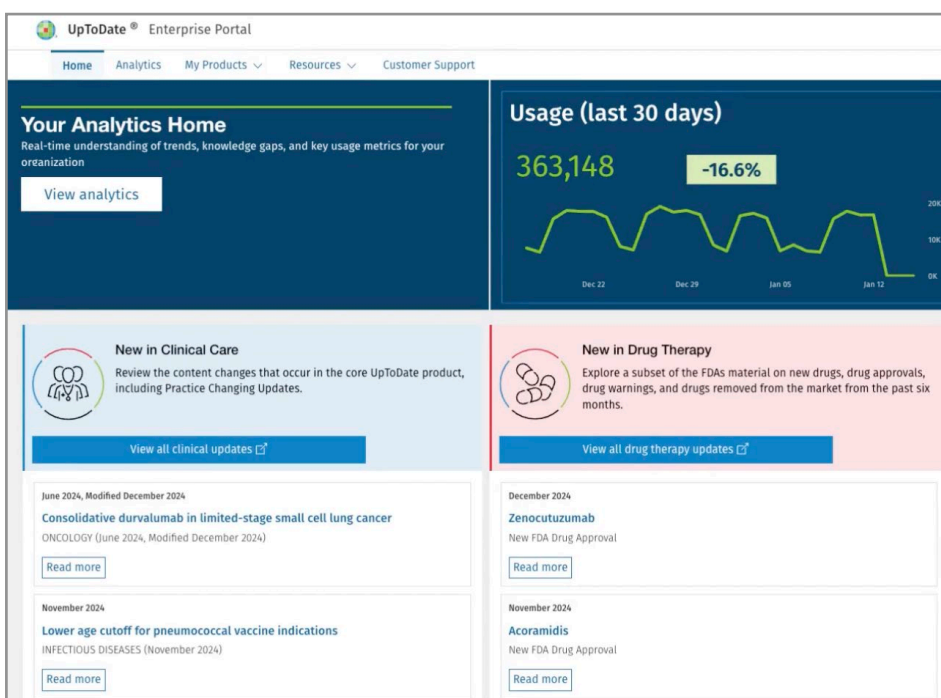 UpToDate ® Enterprise Portal
Home Analytics My Products Resources Customer Support
Your Analytics Home
Real-time understanding of trends, knowledge gaps, and key usage metrics for your
organization
View analytics
Usage (last 30 days)
363,148 -16.6%
20K
10K
0K
Dec 22 Dec 29 Jan 05 Jan 12
New in Clinical Care
Review the content changes that occur in the core UpToDate product,
including Practice Changing Updates.
View all clinical updates
New in Drug Therapy
Explore a subset of the FDAs material on new drugs, drug approvals,
drug warnings, and drugs removed from the market from the past six
months.
View all drug therapy updates
June 2024, Modified December 2024
Consolidative durvalumab in limited-stage small cell lung cancer
ONCOLOGY (June 2024, Modified December 2024)
Read more
November 2024
Lower age cutoff for pneumococcal vaccine indications
INFECTIOUS DISEASES (November 2024)
Read more
December 2024
Zenocutuzumab
New FDA Drug Approval
Read more
November 2024
Acoramidis
New FDA Drug Approval
Read more